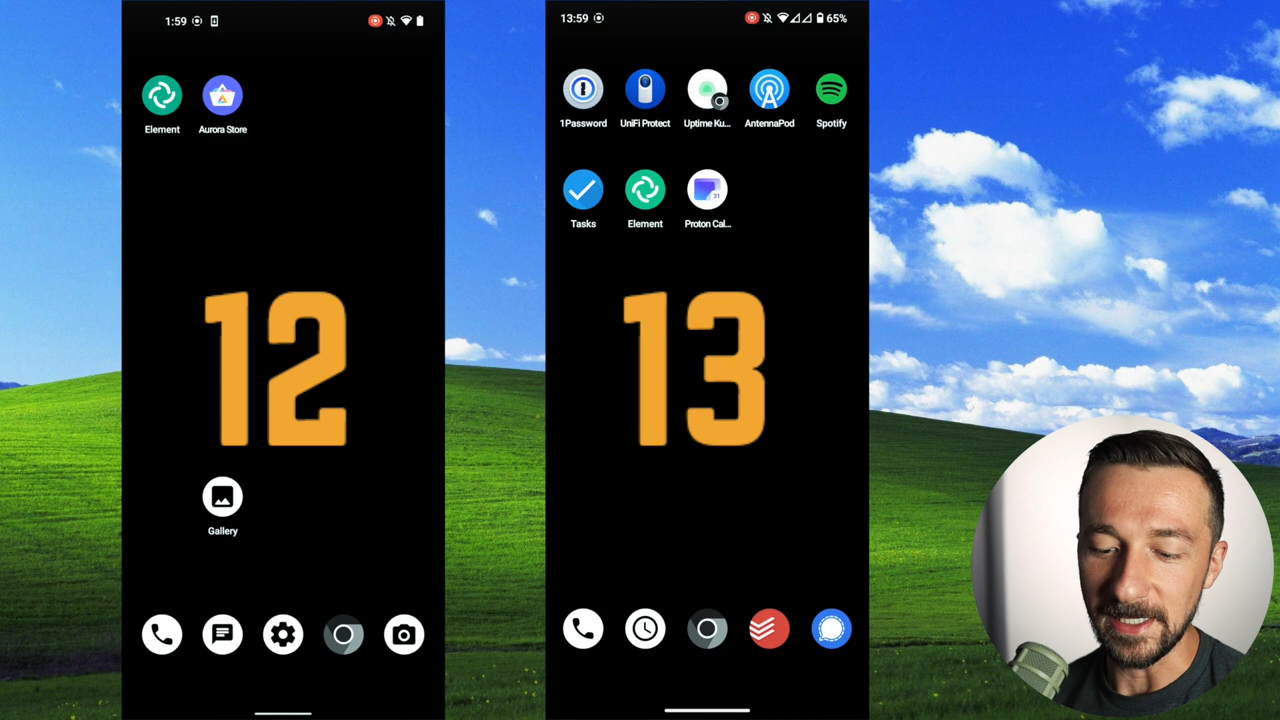 1:59
Element
Aurora Store
12
Gallery
13:59
65%
1Password
UniFi Protect
Uptime Ku...
AntennaPod
Spotify
Tasks
Element
31
Proton Cal...
13